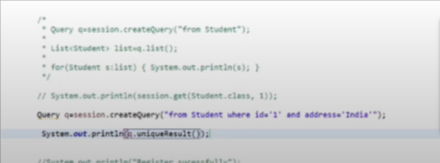 /*
* Query q=session.createQuery("from Student");
*
* List<Student> list=q.list();
*
* for(Student s:list) { System.out.println(s); }
*/
// System.out.println(session.get(Student.class, 1));
Query q=session.createQuery("from Student where id='1' and address='India'");
System.out.println(q.uniqueResult());
//System.out.println("Register sucessfully");